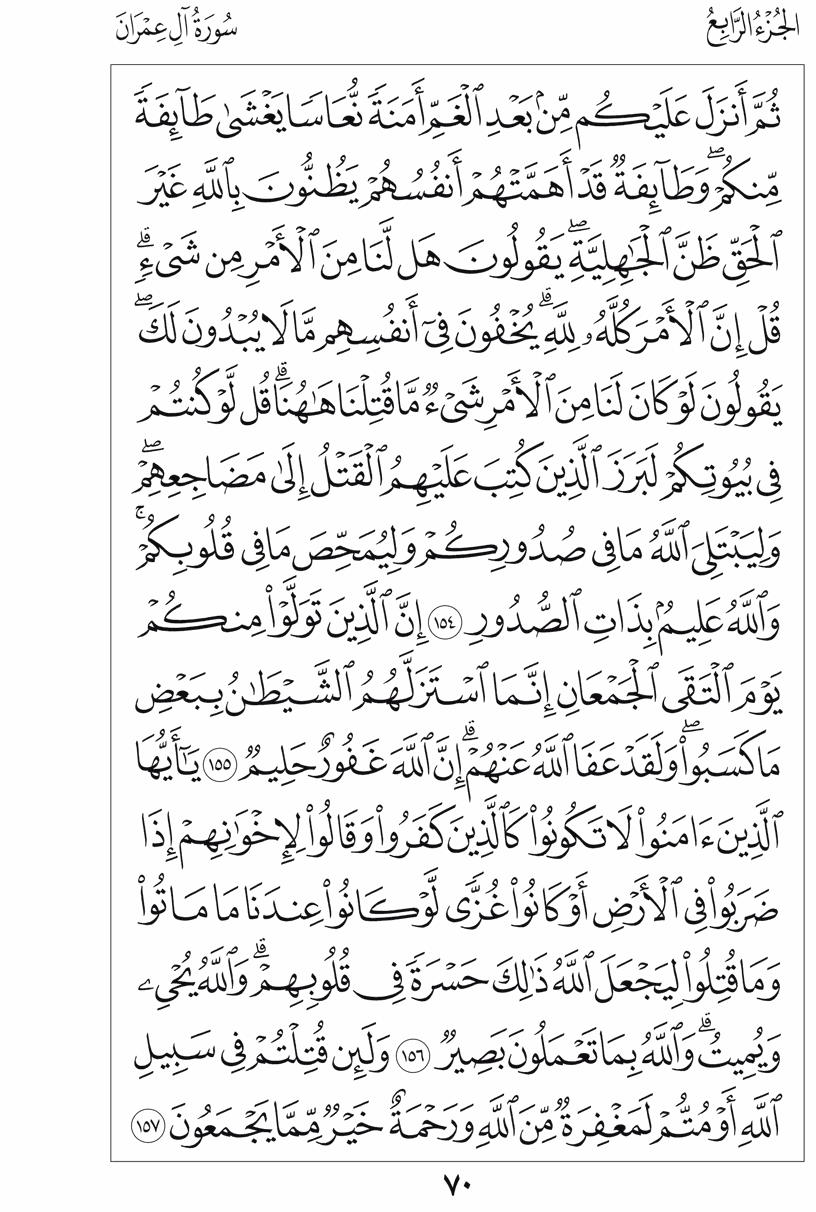 الجُزْءُ الرَّابِعُ
سُورَةُ آلِ عِمْرَانَ
ثُمَّ أَنزَلَ عَلَيْكُم مِّنۢ بَعْدِ ٱلْغَمِّ أَمَنَةً نُّعَاسًا يَغْشَىٰ طَآئِفَةً
مِّنكُمْ ۖ وَطَآئِفَةٌ قَدْ أَهَمَّتْهُمْ أَنفُسُهُمْ يَظُنُّونَ بِٱللَّهِ غَيْرَ
ٱلْحَقِّ ظَنَّ ٱلْجَٰهِلِيَّةِ ۖ يَقُولُونَ هَل لَّنَا مِنَ ٱلْأَمْرِ مِن شَىْءٍ ۗ
قُلْ إِنَّ ٱلْأَمْرَ كُلَّهُۥ لِلَّهِ ۗ يُخْفُونَ فِىٓ أَنفُسِهِم مَّا لَا يُبْدُونَ لَكَ ۖ
يَقُولُونَ لَوْ كَانَ لَنَا مِنَ ٱلْأَمْرِ شَىْءٌ مَّا قُتِلْنَا هَٰهُنَا ۗ قُل لَّوْ كُنتُمْ
فِى بُيُوتِكُمْ لَبَرَزَ ٱلَّذِينَ كُتِبَ عَلَيْهِمُ ٱلْقَتْلُ إِلَىٰ مَضَاجِعِهِمْ ۖ
وَلِيَبْتَلِىَ ٱللَّهُ مَا فِى صُدُورِكُمْ وَلِيُمَحِّصَ مَا فِى قُلُوبِكُمْ ۚ
وَٱللَّهُ عَلِيمٌۢ بِذَاتِ ٱلصُّدُورِ ١٥٤ إِنَّ ٱلَّذِينَ تَوَلَّوْا۟ مِنكُمْ
يَوْمَ ٱلْتَقَى ٱلْجَمْعَانِ إِنَّمَا ٱسْتَزَلَّهُمُ ٱلشَّيْطَٰنُ بِبَعْضِ
مَا كَسَبُوا۟ ۖ وَلَقَدْ عَفَا ٱللَّهُ عَنْهُمْ ۗ إِنَّ ٱللَّهَ غَفُورٌ حَلِيمٌ ١٥٥ يَٰٓأَيُّهَا
ٱلَّذِينَ ءَامَنُوا۟ لَا تَكُونُوا۟ كَٱلَّذِينَ كَفَرُوا۟ وَقَالُوا۟ لِإِخْوَٰنِهِمْ إِذَا
ضَرَبُوا۟ فِى ٱلْأَرْضِ أَوْ كَانُوا۟ غُزًّى لَّوْ كَانُوا۟ عِندَنَا مَا مَاتُوا۟
وَمَا قُتِلُوا۟ لِيَجْعَلَ ٱللَّهُ ذَٰلِكَ حَسْرَةً فِى قُلُوبِهِمْ ۗ وَٱللَّهُ يُحْىِۦ
وَيُمِيتُ ۗ وَٱللَّهُ بِمَا تَعْمَلُونَ بَصِيرٌ ١٥٦ وَلَئِن قُتِلْتُمْ فِى سَبِيلِ
ٱللَّهِ أَوْ مُتُّمْ لَمَغْفِرَةٌ مِّنَ ٱللَّهِ وَرَحْمَةٌ خَيْرٌ مِّمَّا يَجْمَعُونَ ١٥٧
٧٠